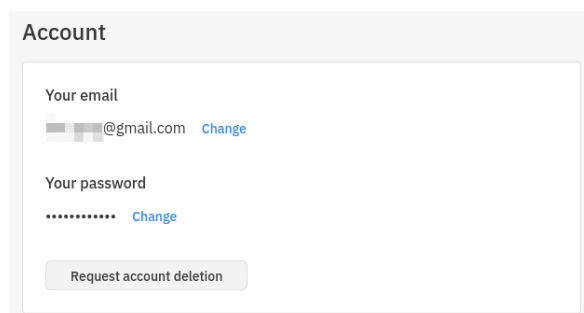 Account
Your email
@gmail.com Change
Your password
•••••••••••• Change
Request account deletion